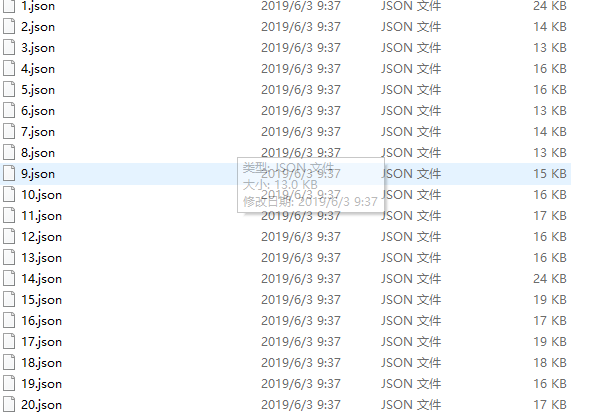 1.json 2019/6/3 9:37 JSON 文件 24 KB
2.json 2019/6/3 9:37 JSON 文件 14 KB
3.json 2019/6/3 9:37 JSON 文件 13 KB
4.json 2019/6/3 9:37 JSON 文件 16 KB
5.json 2019/6/3 9:37 JSON 文件 16 KB
6.json 2019/6/3 9:37 JSON 文件 13 KB
7.json 2019/6/3 9:37 JSON 文件 14 KB
8.json 2019/6/3 9:37 JSON 文件 13 KB
类型: JSON 文件
9.json 2019/6/3 9:37 JSON 文件 15 KB
大小: 13.0 KB
10.json 2019/6/3 9:37 JSON 文件 16 KB
修改日期: 2019/6/3 9:37
11.json 2019/6/3 9:37 JSON 文件 17 KB
12.json 2019/6/3 9:37 JSON 文件 16 KB
13.json 2019/6/3 9:37 JSON 文件 16 KB
14.json 2019/6/3 9:37 JSON 文件 24 KB
15.json 2019/6/3 9:37 JSON 文件 19 KB
16.json 2019/6/3 9:37 JSON 文件 17 KB
17.json 2019/6/3 9:37 JSON 文件 19 KB
18.json 2019/6/3 9:37 JSON 文件 18 KB
19.json 2019/6/3 9:37 JSON 文件 16 KB
20.json 2019/6/3 9:37 JSON 文件 17 KB